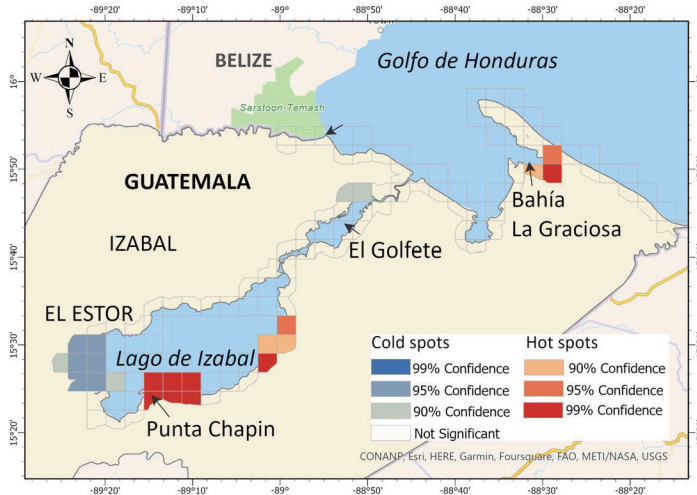 -89°20
-89°10
-89°
-88°50
-88°40
-88°30
-88°20
N
W
E
S
BELIZE
Golfo de Honduras
16°
Sarstoon-Temash
15°50
GUATEMALA
Bahía
La Graciosa
IZABAL
El Golfete
15°40
EL ESTOR
15°30
Lago de Izabal
Punta Chapin
15°20
Cold spots
99% Confidence
95% Confidence
90% Confidence
Not Significant
Hot spots
90% Confidence
95% Confidence
99% Confidence
CONANP, Esri, HERE, Garmin, Foursquare, FAO, METI/NASA, USGS
-89°20
-89°10
-89°
-88°50
-88°40
-88°30
-88°20